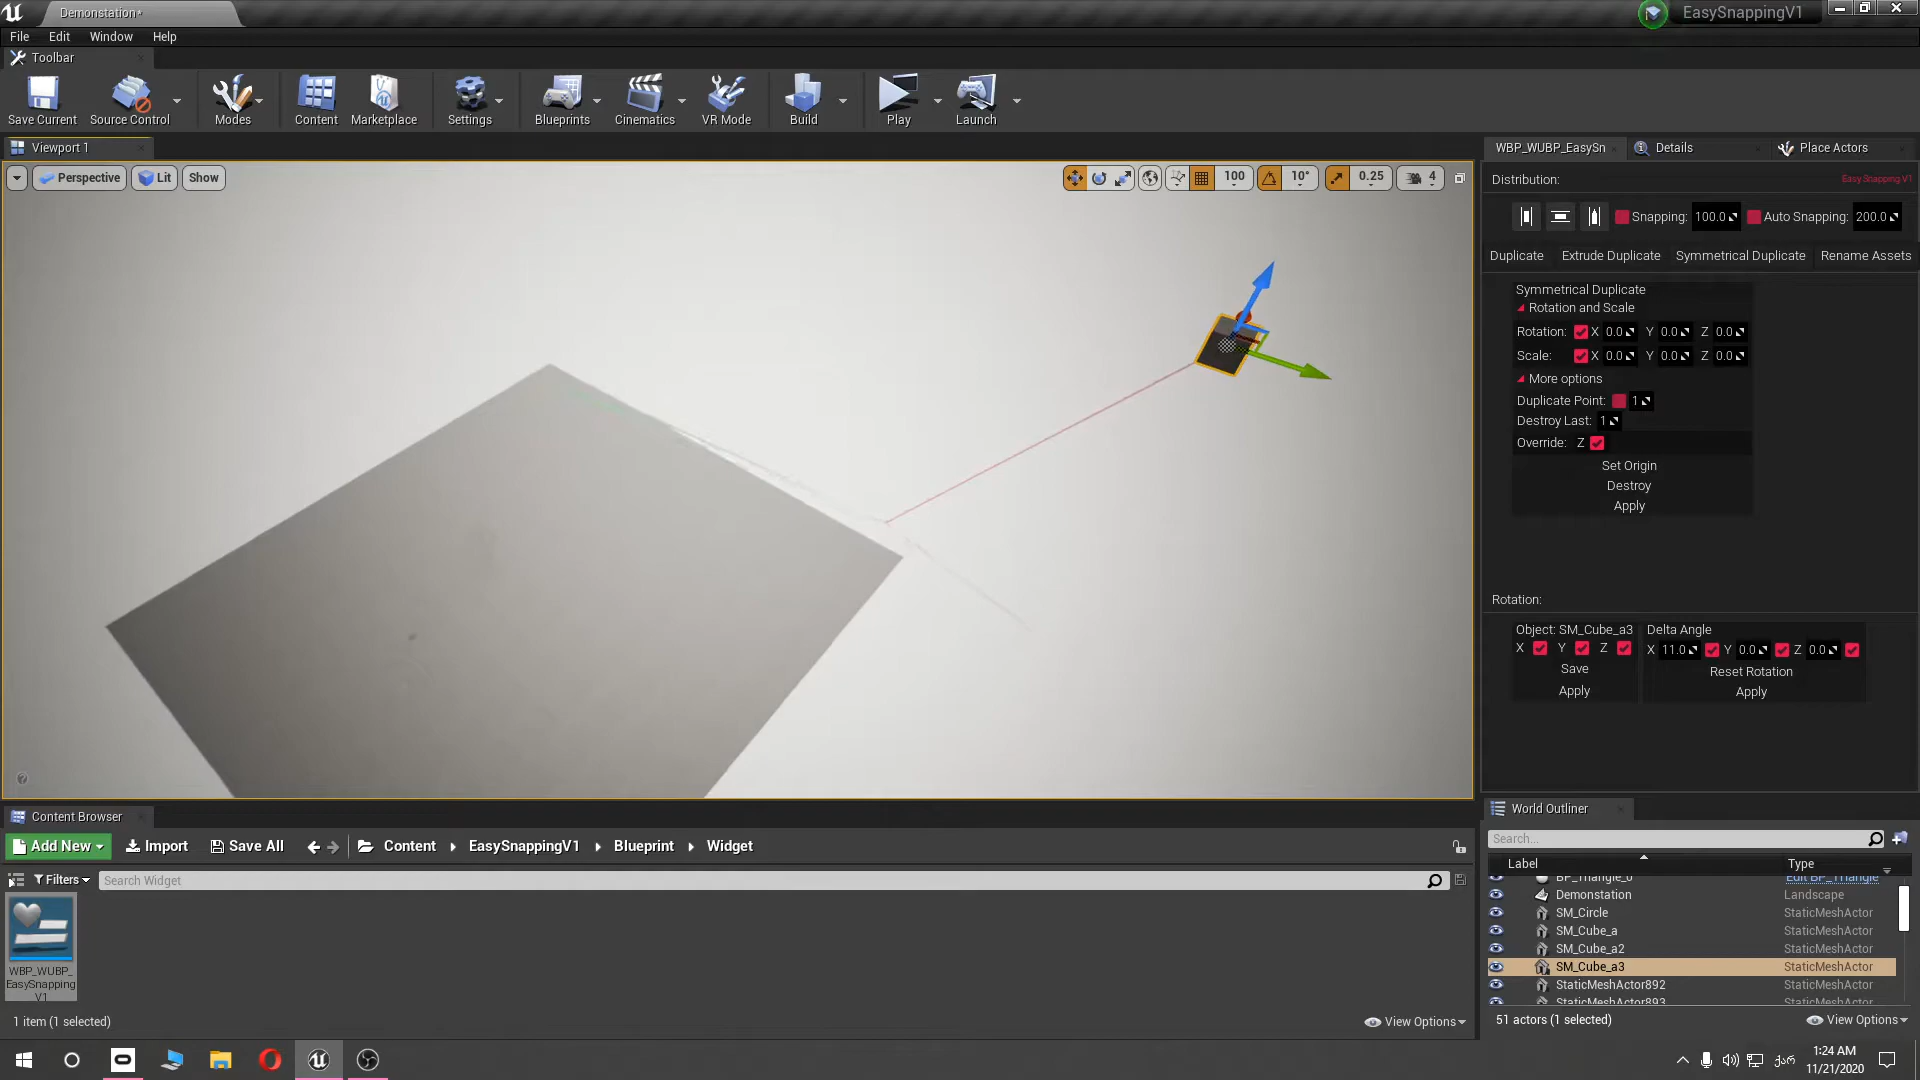 Demonstation*
EasySnappingV1
File Edit Window Help
Toolbar
Save Current Source Control Modes Content Marketplace Settings Blueprints Cinematics VR Mode Build Play Launch
Viewport 1
WBP_WUBP_EasySn Details Place Actors
Perspective Lit Show
100 10° 0.25 4
Distribution:
Easy Snapping V1
Snapping: 100.0 Auto Snapping: 200.0
Duplicate Extrude Duplicate Symmetrical Duplicate Rename Assets
Symmetrical Duplicate
Rotation and Scale
Rotation: X 0.0 Y 0.0 Z 0.0
Scale: X 0.0 Y 0.0 Z 0.0
More options
Duplicate Point: 1
Destroy Last: 1
Override: Z
Set Origin
Destroy
Apply
Rotation:
Object: SM_Cube_a3
X Y Z
Save
Apply
Delta Angle
X 11.0 Y 0.0 Z 0.0
Reset Rotation
Apply
Content Browser
Add New Import Save All Content EasySnappingV1 Blueprint Widget
Filters Search Widget
WBP_WUBP_
EasySnapping
V1
1 item (1 selected)
View Options
World Outliner
Search...
Label Type
BP_Triangle_0 Edit BP_Triangle
Demonstation Landscape
SM_Circle StaticMeshActor
SM_Cube_a StaticMeshActor
SM_Cube_a2 StaticMeshActor
SM_Cube_a3 StaticMeshActor
StaticMeshActor892 StaticMeshActor
StaticMeshActor893 StaticMeshActor
51 actors (1 selected)
View Options
ქარ
1:24 AM
11/21/2020